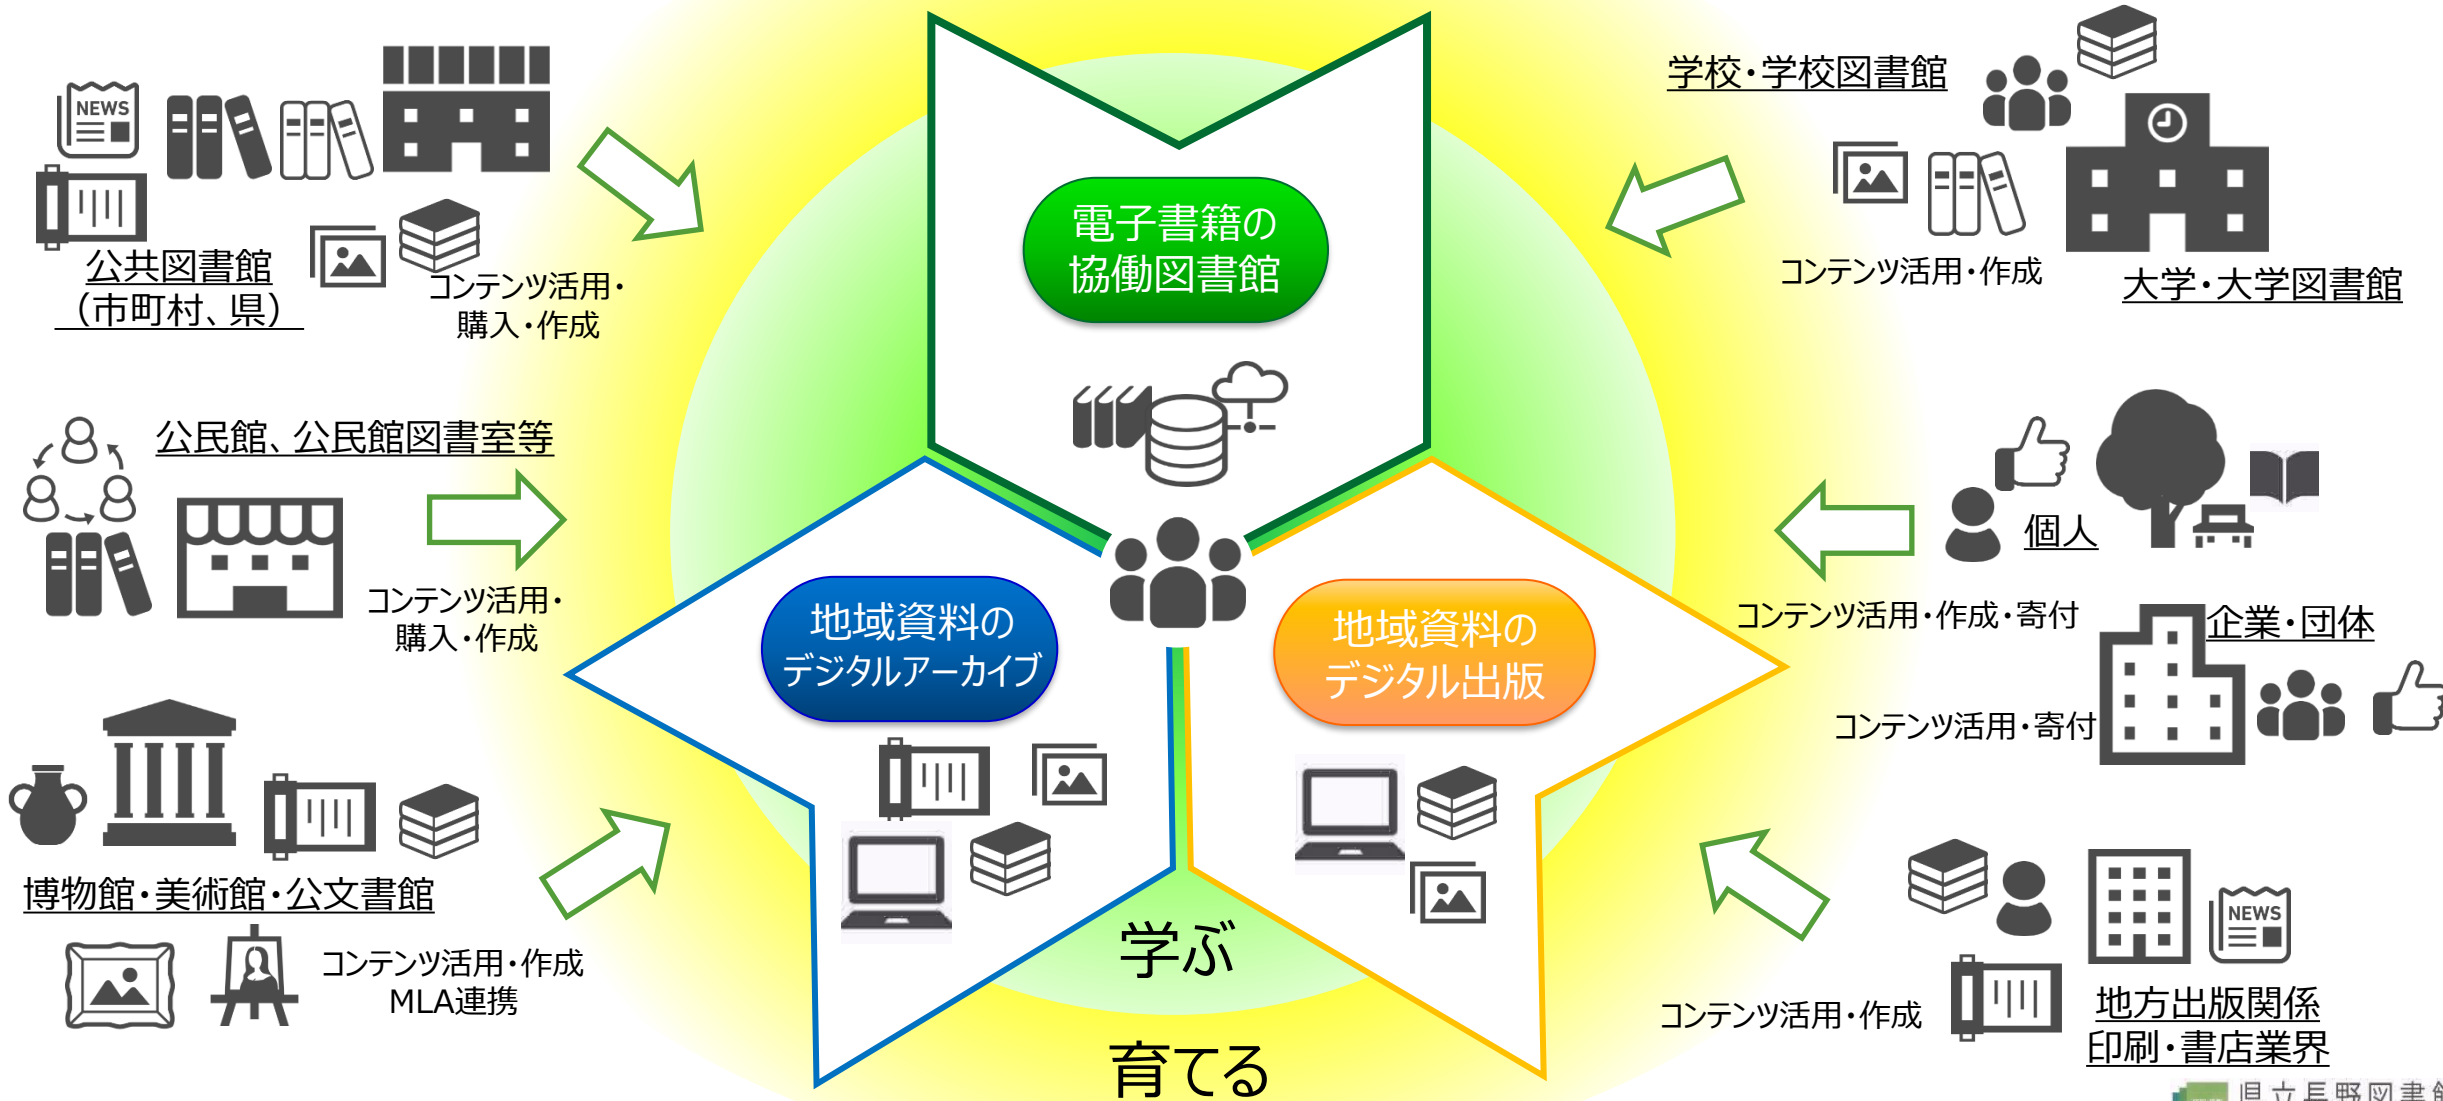 NEWS
公共図書館
（市町村、県）
コンテンツ活用・
購入・作成
公民館、公民館図書室等
コンテンツ活用・
購入・作成
博物館・美術館・公文書館
コンテンツ活用・作成
MLA連携
電子書籍の
協働図書館
地域資料の
デジタルアーカイブ
地域資料の
デジタル出版
学ぶ
育てる
学校・学校図書館
コンテンツ活用・作成
大学・大学図書館
個人
コンテンツ活用・作成・寄付
企業・団体
コンテンツ活用・寄付
NEWS
コンテンツ活用・作成
地方出版関係
印刷・書店業界
県立長野図書館